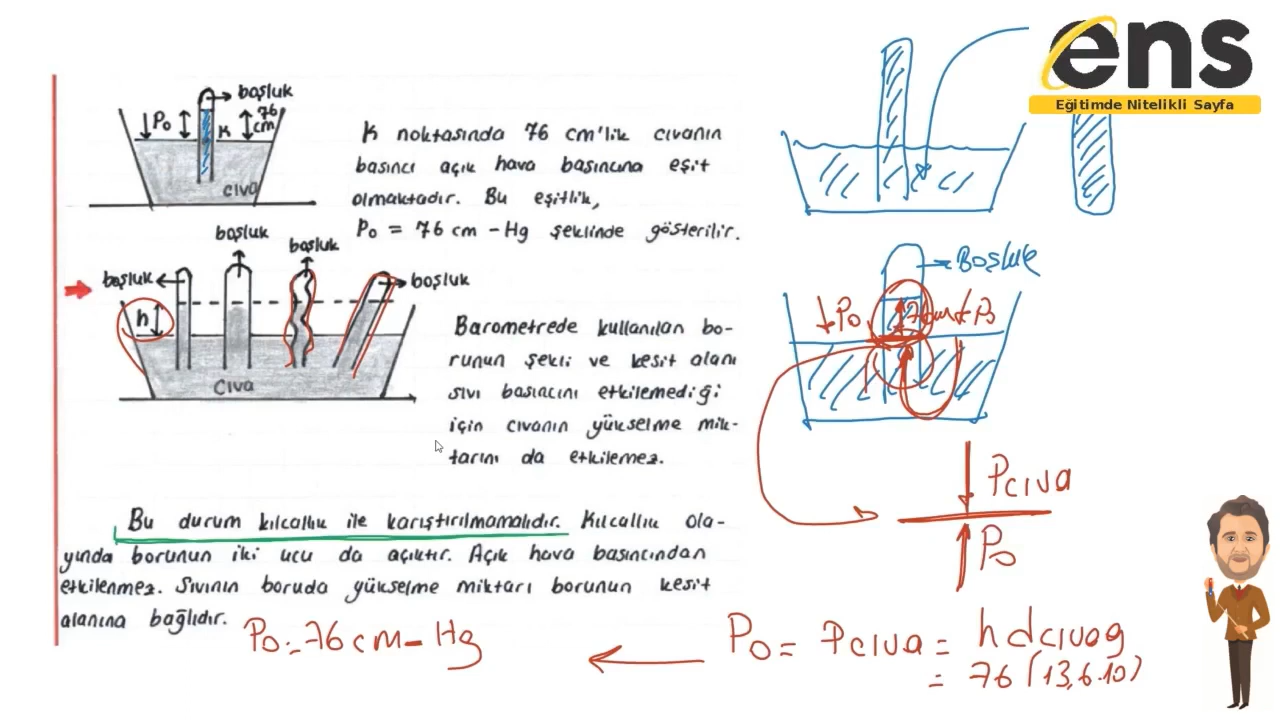 ens
Eğitimde Nitelikli Sayfa
boşluk
P₀
76
cm
K
cıva
K noktasında 76 cm'lik cıvanın
basıncı açık hava basıncına eşit
olmaktadır. Bu eşitlik,
P₀ = 76 cm - Hg şeklinde gösterilir.
boşluk
boşluk
boşluk
boşluk
h
cıva
Barometrede kullanılan bo-
runun şekli ve kesit alanı
sıvı basıncını etkilemediği
için cıvanın yükselme mik-
tarını da etkilemez.
Bu durum kılcallık ile karıştırılmamalıdır. Kılcallık ola-
yında borunun iki ucu da açıktır. Açık hava basıncından
etkilenmez. Sıvının boruda yükselme miktarı borunun kesit
alanına bağlıdır.
Boşluk
P₀
76cm
P₀
Pcıva
P₀
P₀ = 76 cm - Hg
P₀ = Pcıva = h dcıva g
= 76 (13,6.10)